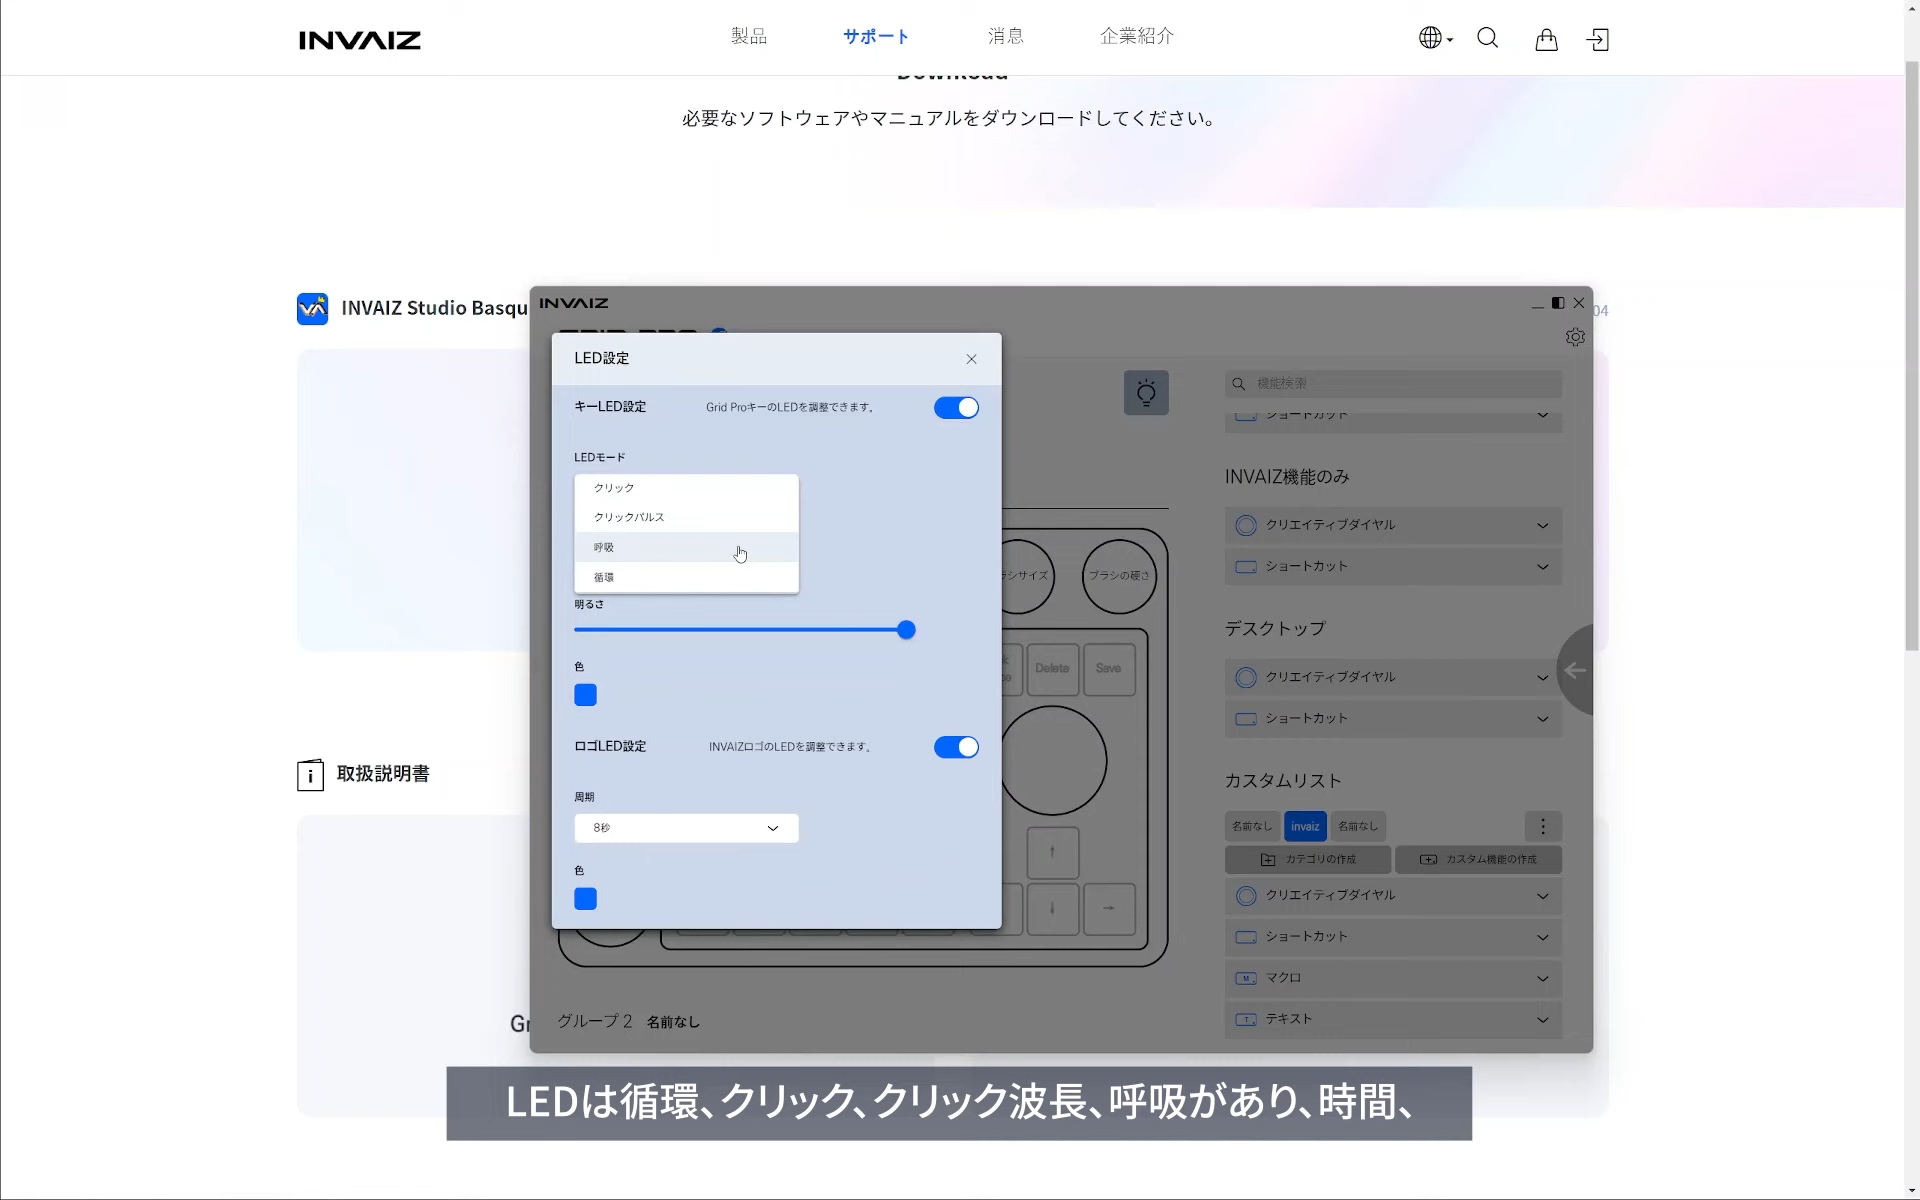 INVAIZ
製品
サポート
消息
企業紹介
Download
必要なソフトウェアやマニュアルをダウンロードしてください。
INVAIZ Studio Basqu
04
INVAIZ
GRID PRO
LED設定
キーLED設定
Grid ProキーのLEDを調整できます。
LEDモード
クリック
クリックパルス
呼吸
循環
明るさ
色
ロゴLED設定
INVAIZロゴのLEDを調整できます。
周期
8秒
色
シサイズ
ブラシの硬さ
Delete
Save
↑
↓
→
グループ 2 名前なし
機能検索
ショートカット
INVAIZ機能のみ
クリエイティブダイヤル
ショートカット
デスクトップ
クリエイティブダイヤル
ショートカット
カスタムリスト
名前なし
invaiz
名前なし
カテゴリの作成
カスタム機能の作成
クリエイティブダイヤル
ショートカット
M マクロ
T テキスト
i 取扱説明書
Gr
LEDは循環、クリック、クリック波長、呼吸があり、時間、